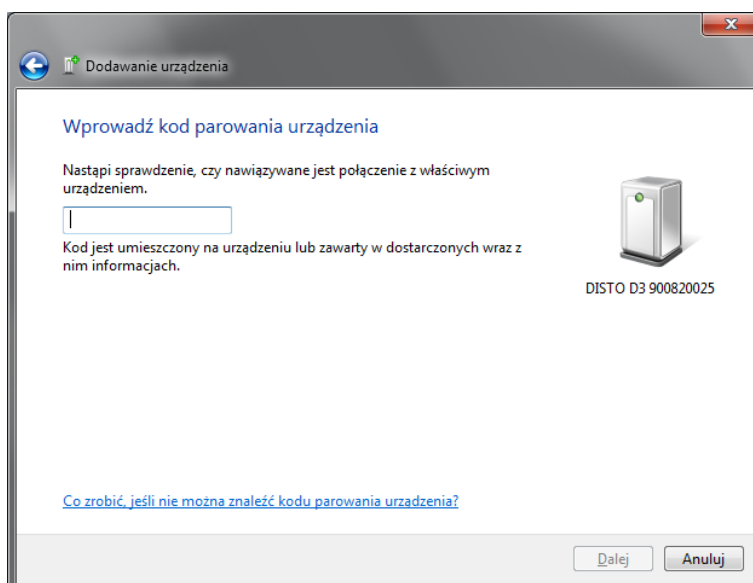 Dodawanie urządzenia
Wprowadź kod parowania urządzenia
Nastąpi sprawdzenie, czy nawiązywane jest połączenie z właściwym
urządzeniem.
Kod jest umieszczony na urządzeniu lub zawarty w dostarczonych wraz z
nim informacjach.
DISTO D3 900820025
Co zrobić, jeśli nie można znaleźć kodu parowania urządzenia?
Dalej
Anuluj